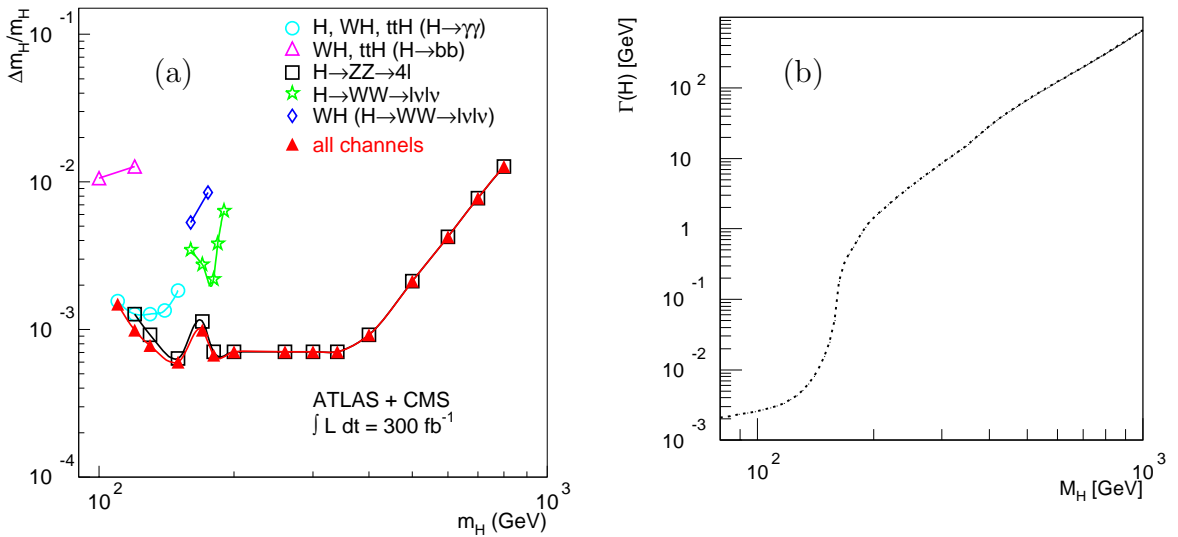 Δm_H/m_H
10^-1
10^-2
10^-3
10^-4
(a)
H, WH, ttH (H→γγ)
WH, ttH (H→bb)
H→ZZ→4l
H→WW→lνlν
WH (H→WW→lνlν)
all channels
ATLAS + CMS
∫ L dt = 300 fb^-1
10^2
10^3
m_H (GeV)
Γ(H) [GeV]
(b)
10^2
10
1
10^-1
10^-2
10^-3
10^2
10^3
M_H [GeV]